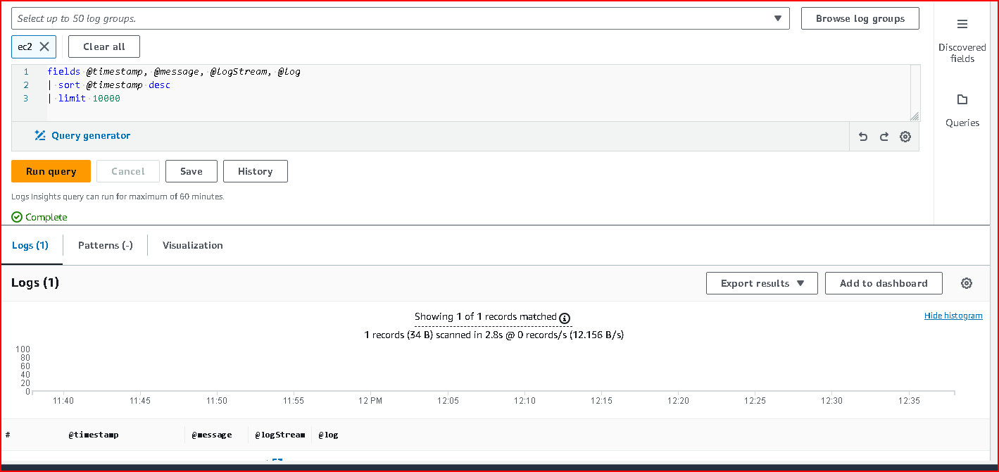 Select up to 50 log groups.
Browse log groups
ec2
Clear all
1 fields @timestamp, @message, @logStream, @log
2 | sort @timestamp desc
3 | limit 10000
Query generator
Discovered
fields
Queries
Run query
Cancel
Save
History
Logs Insights query can run for maximum of 60 minutes.
Complete
Logs (1)
Patterns (-)
Visualization
Logs (1)
Export results
Add to dashboard
Showing 1 of 1 records matched
Hide histogram
1 records (34 B) scanned in 2.8s @ 0 records/s (12.156 B/s)
100
80
60
40
20
0
11:40 11:45 11:50 11:55 12 PM 12:05 12:10 12:15 12:20 12:25 12:30 12:35
# @timestamp @message @logStream @log